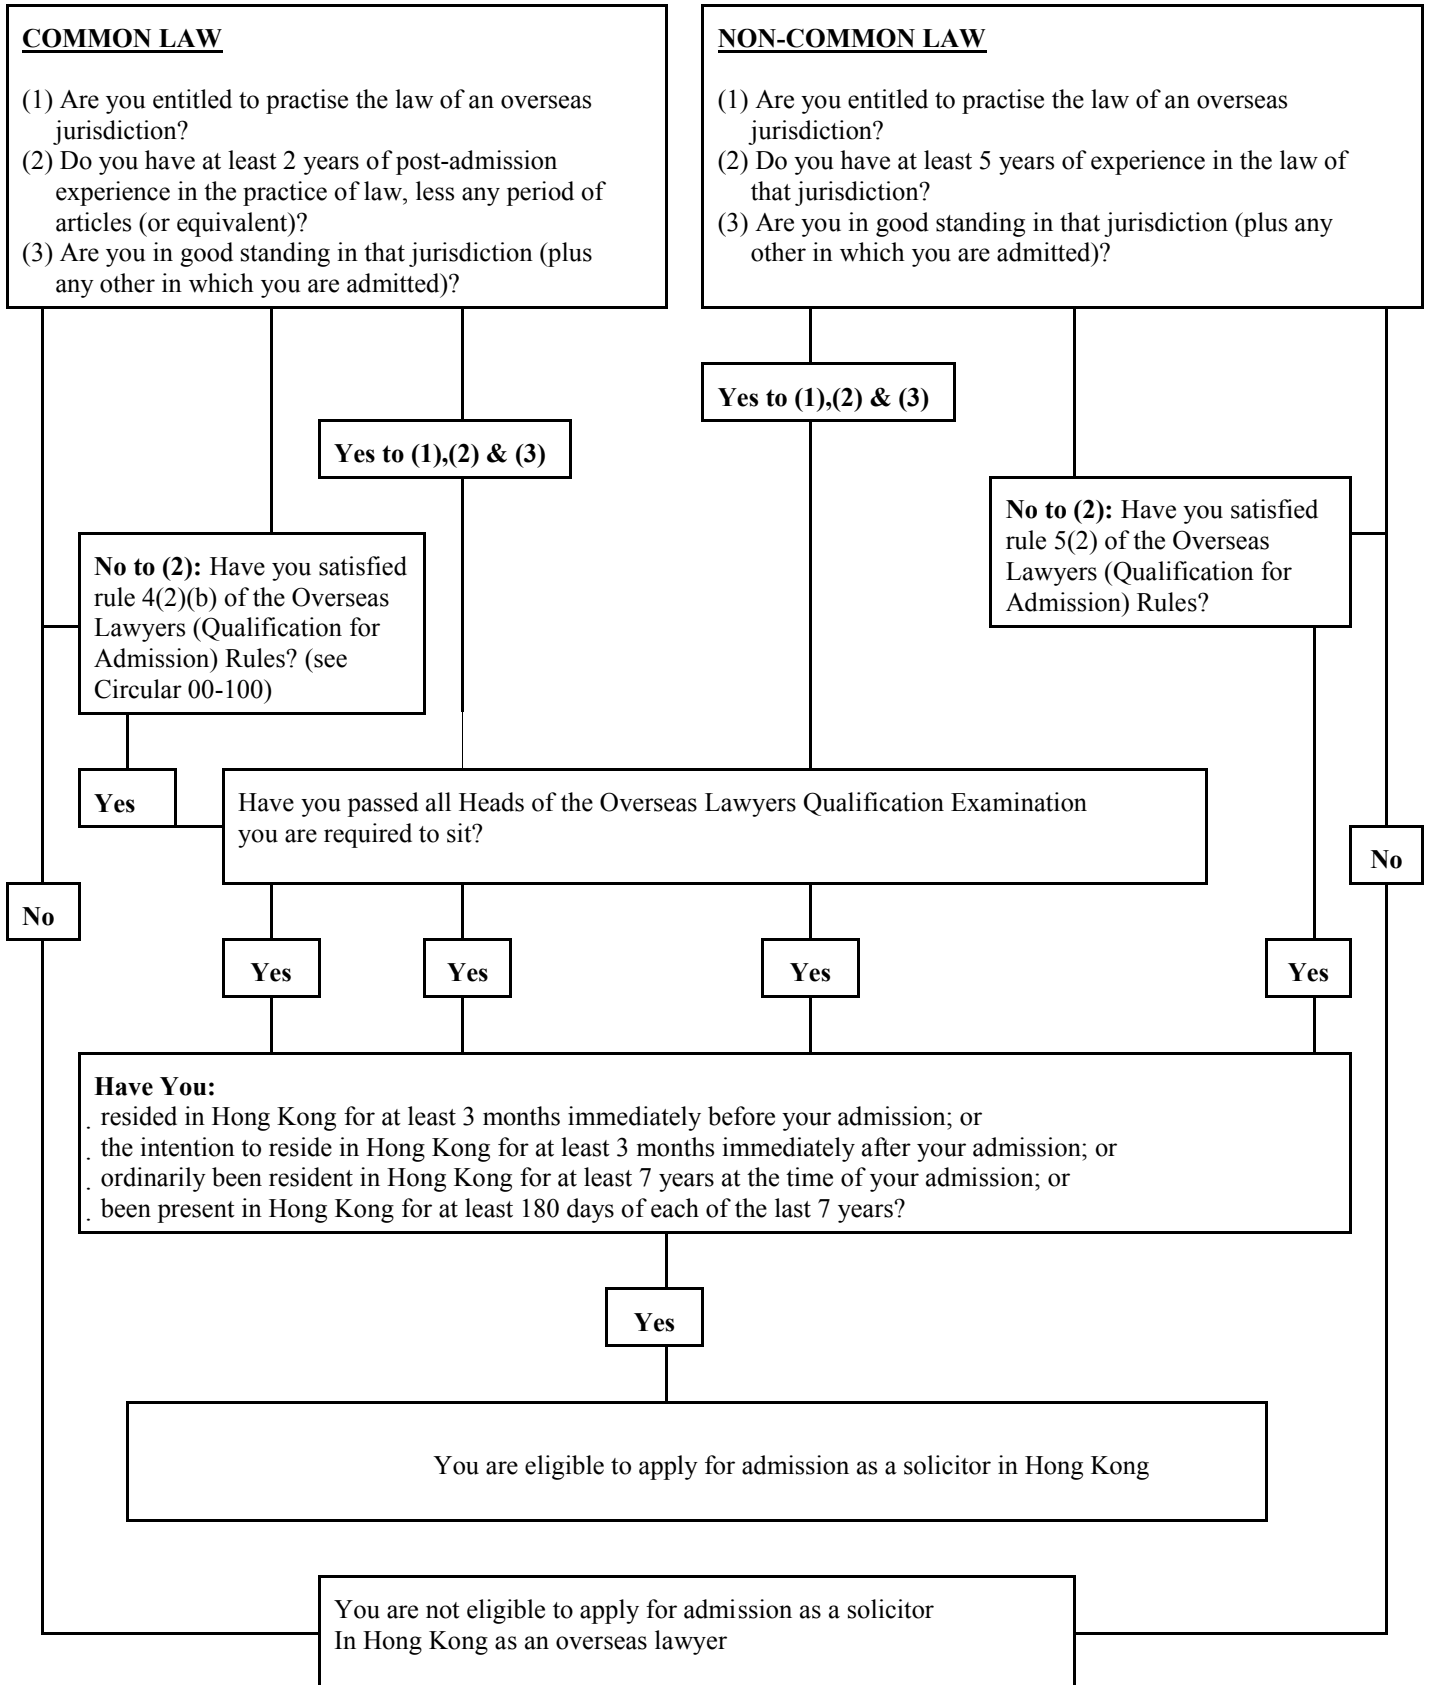 COMMON LAW
(1) Are you entitled to practise the law of an overseas
jurisdiction?
(2) Do you have at least 2 years of post-admission
experience in the practice of law, less any period of
articles (or equivalent)?
(3) Are you in good standing in that jurisdiction (plus
any other in which you are admitted)?
NON-COMMON LAW
(1) Are you entitled to practise the law of an overseas
jurisdiction?
(2) Do you have at least 5 years of experience in the law of
that jurisdiction?
(3) Are you in good standing in that jurisdiction (plus any
other in which you are admitted)?
Yes to (1),(2) & (3)
Yes to (1),(2) & (3)
No to (2): Have you satisfied
rule 4(2)(b) of the Overseas
Lawyers (Qualification for
Admission) Rules? (see
Circular 00-100)
No to (2): Have you satisfied
rule 5(2) of the Overseas
Lawyers (Qualification for
Admission) Rules?
Yes
Have you passed all Heads of the Overseas Lawyers Qualification Examination
you are required to sit?
No
No
Yes
Yes
Yes
Yes
Have You:
. resided in Hong Kong for at least 3 months immediately before your admission; or
. the intention to reside in Hong Kong for at least 3 months immediately after your admission; or
. ordinarily been resident in Hong Kong for at least 7 years at the time of your admission; or
. been present in Hong Kong for at least 180 days of each of the last 7 years?
Yes
You are eligible to apply for admission as a solicitor in Hong Kong
You are not eligible to apply for admission as a solicitor
In Hong Kong as an overseas lawyer